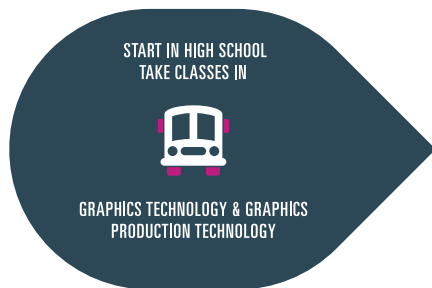 START IN HIGH SCHOOL
TAKE CLASSES IN
GRAPHICS TECHNOLOGY & GRAPHICS
PRODUCTION TECHNOLOGY